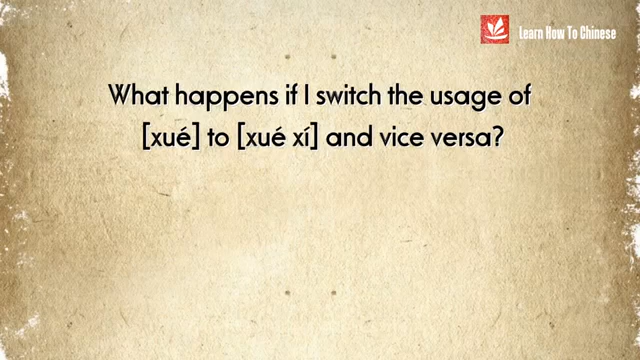 Learn How To Chinese
What happens if I switch the usage of
[xué] to [xué xí] and vice versa?